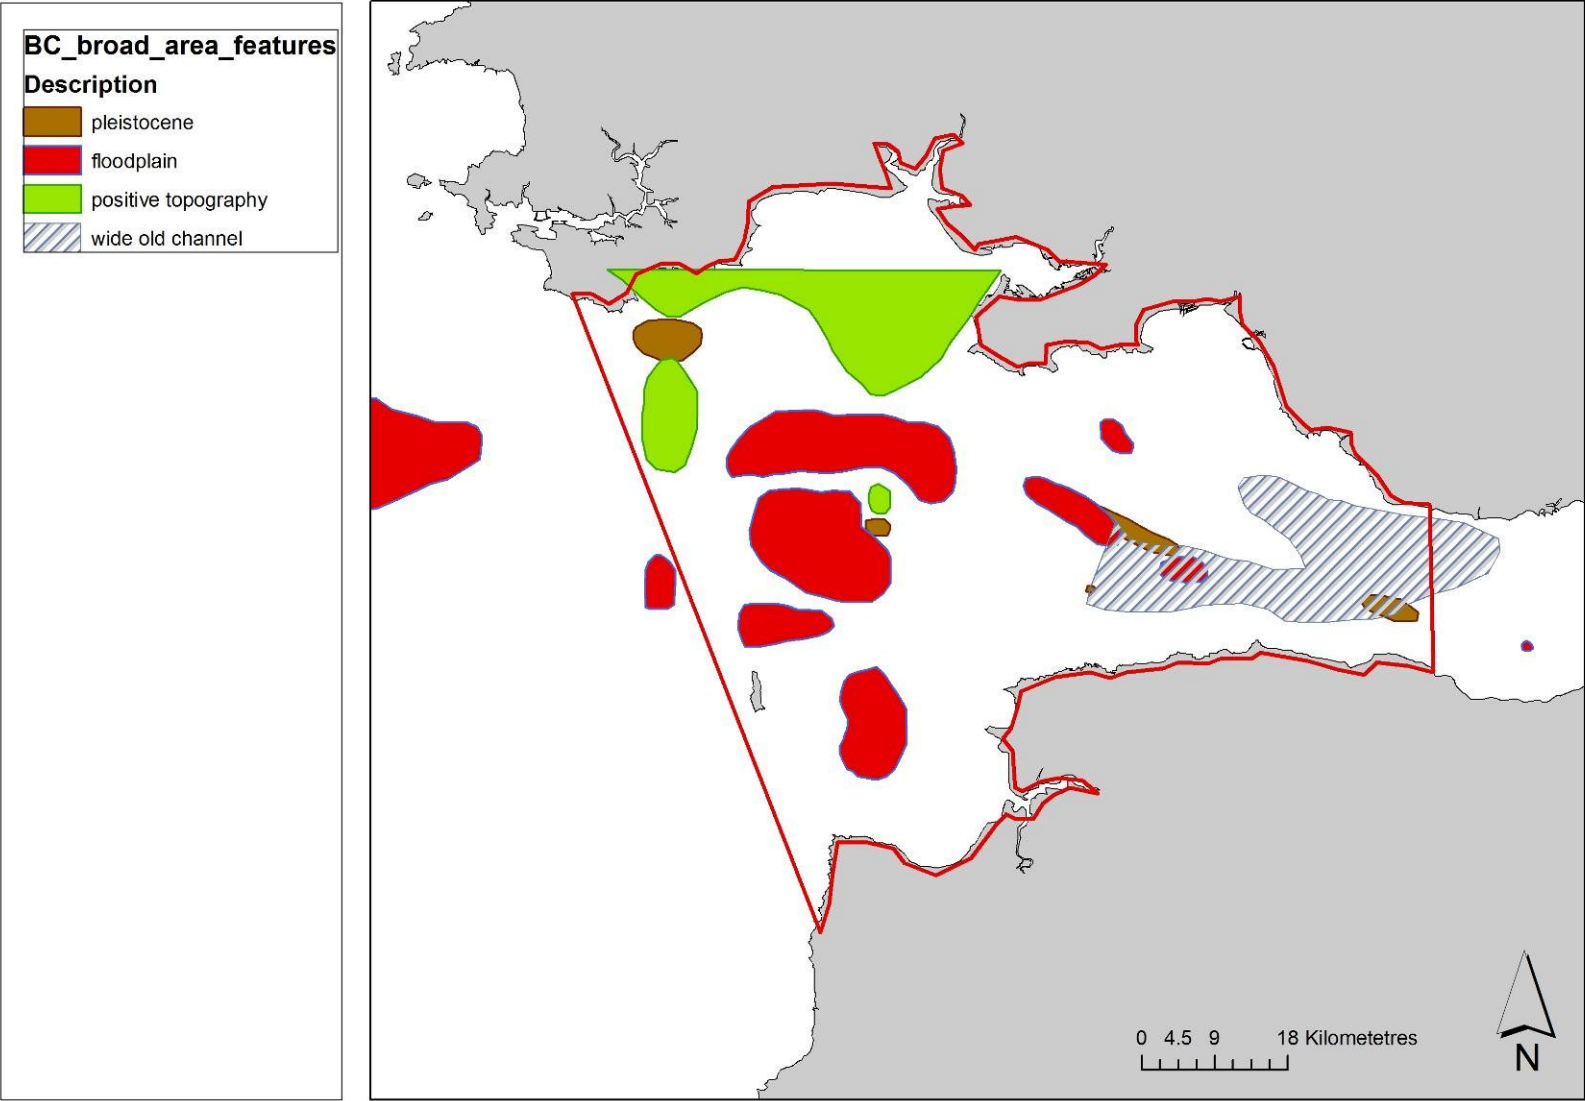 BC_broad_area_features
Description
pleistocene
floodplain
positive topography
wide old channel
0 4.5 9 18 Kilometetres
N